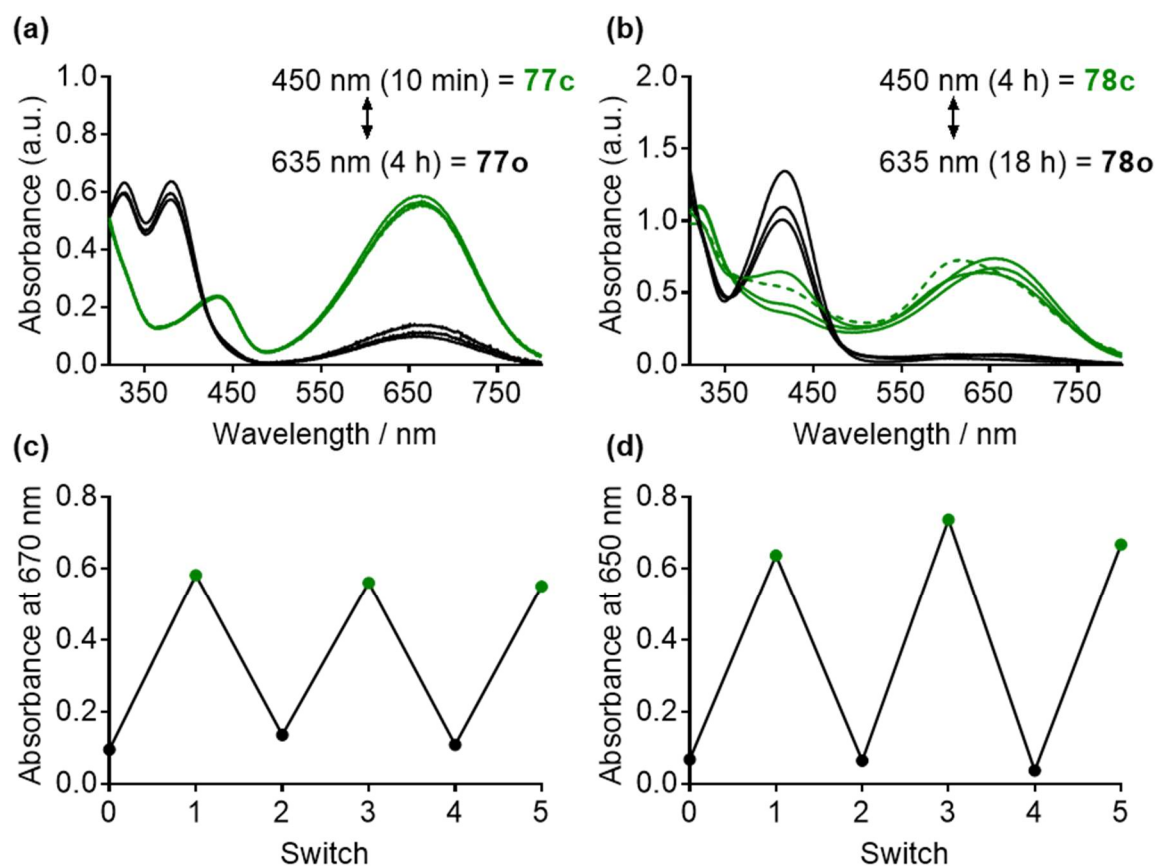 (a)
450 nm (10 min) = 77c
635 nm (4 h) = 77o
Absorbance (a.u.)
1.0
0.8
0.6
0.4
0.2
0.0
350 450 550 650 750
Wavelength / nm
(b)
450 nm (4 h) = 78c
635 nm (18 h) = 78o
Absorbance (a.u.)
2.0
1.5
1.0
0.5
0.0
350 450 550 650 750
Wavelength / nm
(c)
Absorbance at 670 nm
0.8
0.6
0.4
0.2
0.0
0 1 2 3 4 5
Switch
(d)
Absorbance at 650 nm
0.8
0.6
0.4
0.2
0.0
0 1 2 3 4 5
Switch